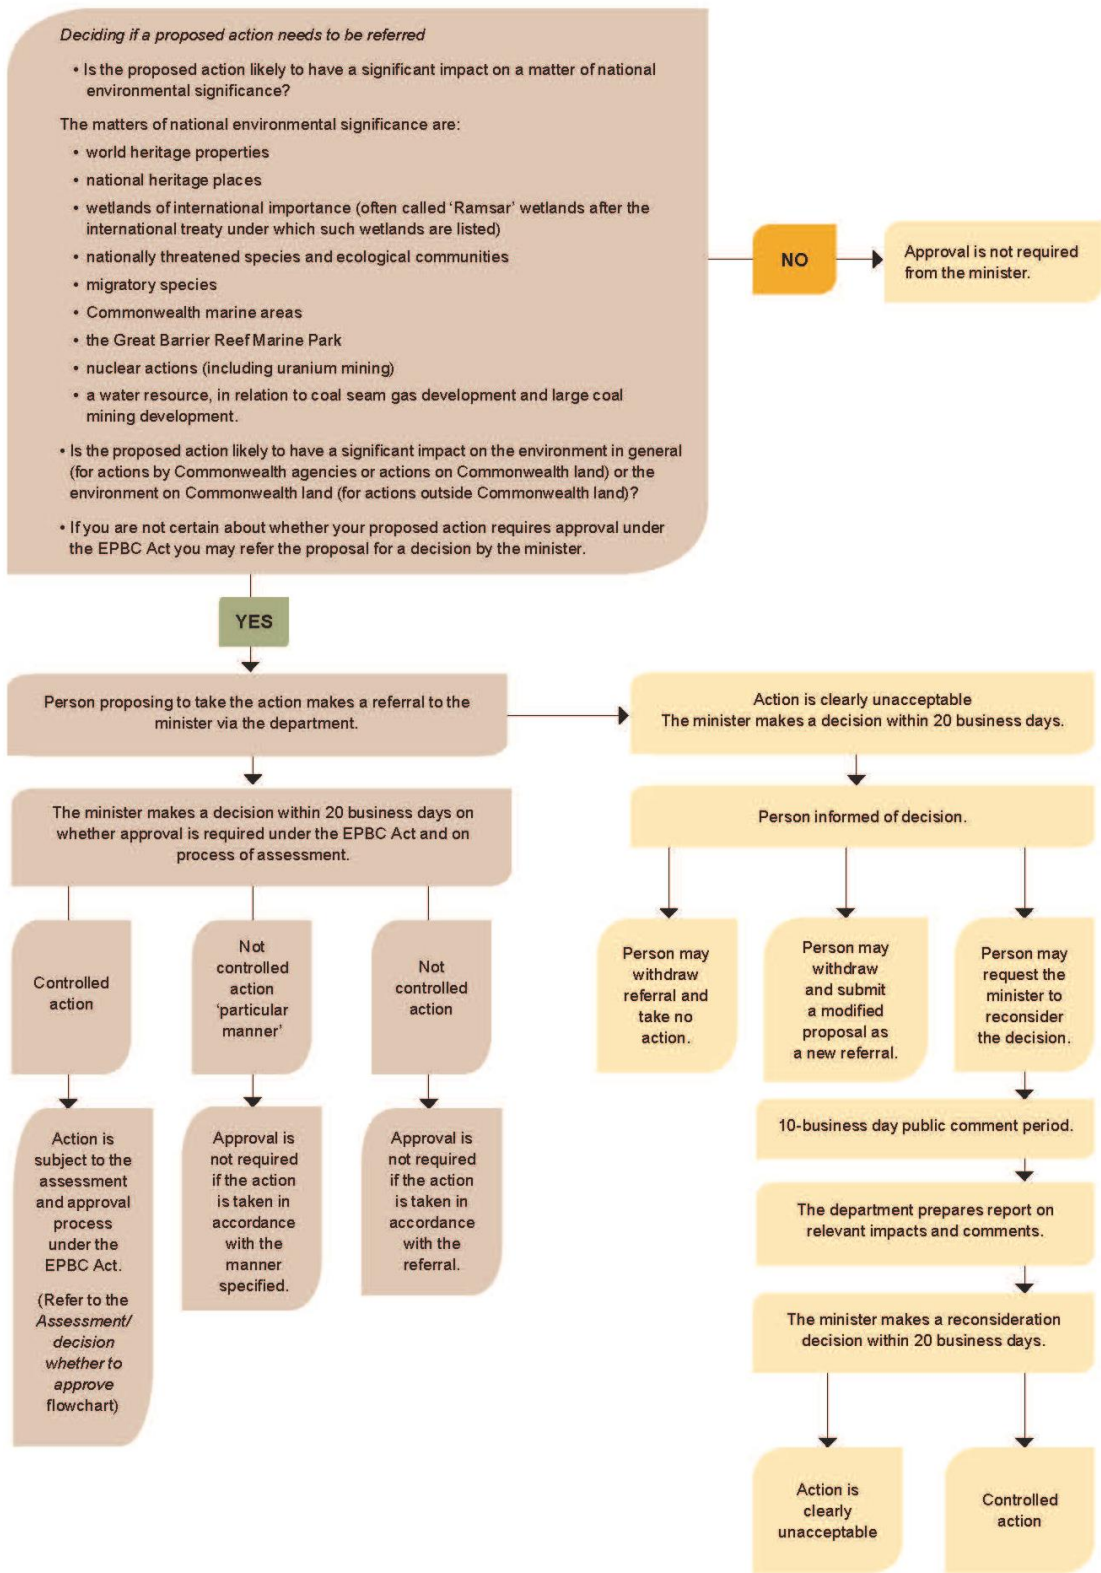 Deciding if a proposed action needs to be referred
• Is the proposed action likely to have a significant impact on a matter of national
environmental significance?
The matters of national environmental significance are:
• world heritage properties
• national heritage places
• wetlands of international importance (often called ‘Ramsar’ wetlands after the
international treaty under which such wetlands are listed)
• nationally threatened species and ecological communities
• migratory species
• Commonwealth marine areas
• the Great Barrier Reef Marine Park
• nuclear actions (including uranium mining)
• a water resource, in relation to coal seam gas development and large coal
mining development.
• Is the proposed action likely to have a significant impact on the environment in general
(for actions by Commonwealth agencies or actions on Commonwealth land) or the
environment on Commonwealth land (for actions outside Commonwealth land)?
• If you are not certain about whether your proposed action requires approval under
the EPBC Act you may refer the proposal for a decision by the minister.
NO
Approval is not required
from the minister.
YES
Person proposing to take the action makes a referral to the
minister via the department.
Action is clearly unacceptable
The minister makes a decision within 20 business days.
The minister makes a decision within 20 business days on
whether approval is required under the EPBC Act and on
process of assessment.
Person informed of decision.
Controlled
action
Not
controlled
action
‘particular
manner’
Not
controlled
action
Person may
withdraw
referral and
take no
action.
Person may
withdraw
and submit
a modified
proposal as
a new referral.
Person may
request the
minister to
reconsider
the decision.
Action is
subject to the
assessment
and approval
process
under the
EPBC Act.
(Refer to the
Assessment/
decision
whether to
approve
flowchart)
Approval is
not required
if the action
is taken in
accordance
with the
manner
specified.
Approval is
not required
if the action
is taken in
accordance
with the
referral.
10-business day public comment period.
The department prepares report on
relevant impacts and comments.
The minister makes a reconsideration
decision within 20 business days.
Action is
clearly
unacceptable
Controlled
action